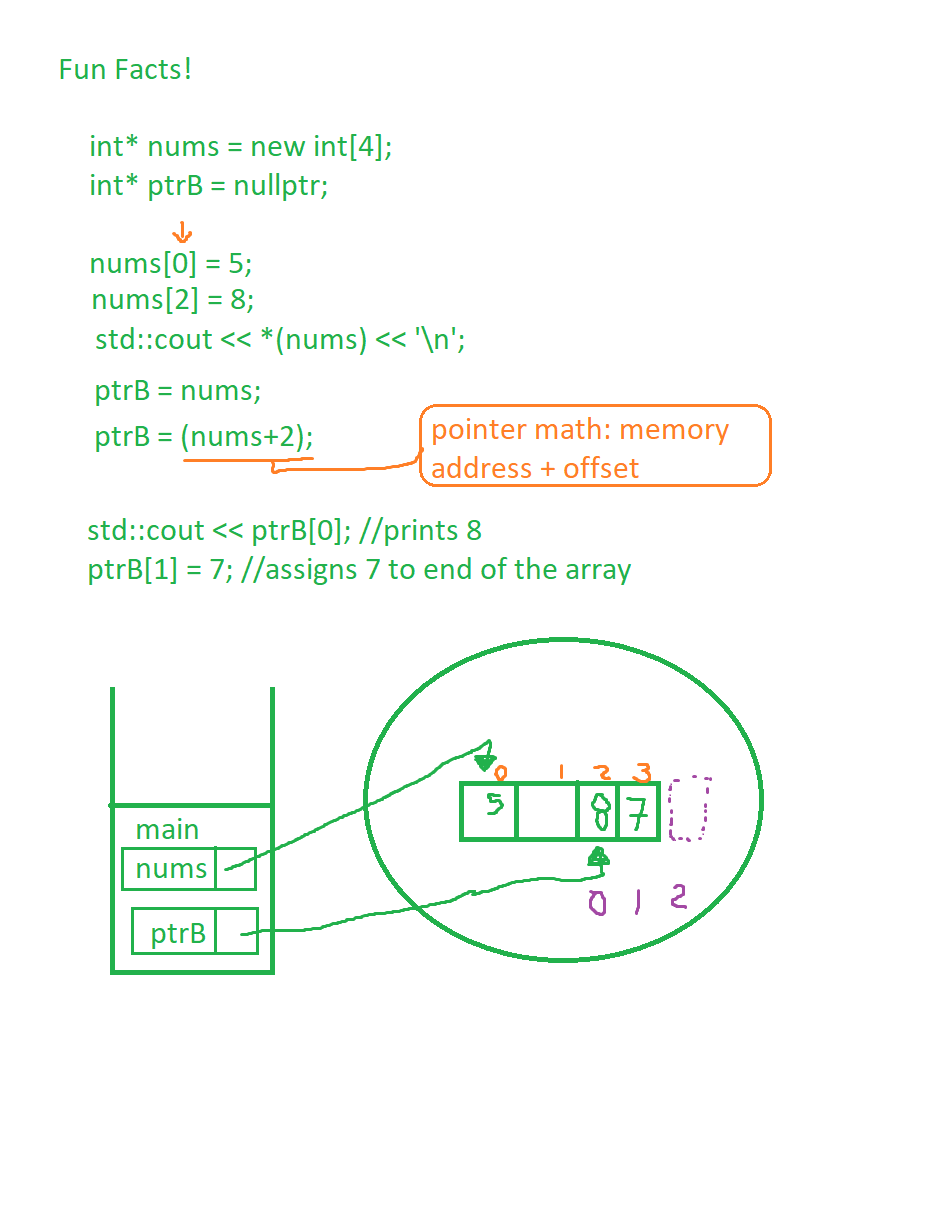 Fun Facts!
int* nums = new int[4];
int* ptrB = nullptr;
nums[0] = 5;
nums[2] = 8;
std::cout << *(nums) << '\n';
ptrB = nums;
ptrB = (nums+2);
pointer math: memory
address + offset
std::cout << ptrB[0]; //prints 8
ptrB[1] = 7; //assigns 7 to end of the array
0 1 2 3
5 8 7
main
nums
ptrB
0 1 2